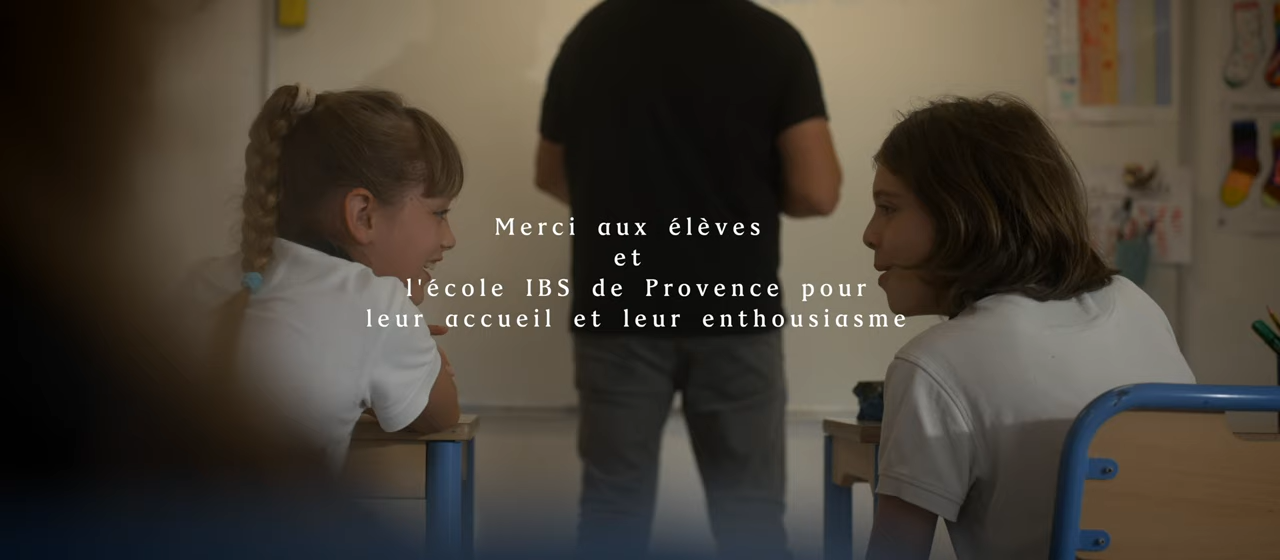 Merci aux élèves
et
l'école IBS de Provence pour
leur accueil et leur enthousiasme